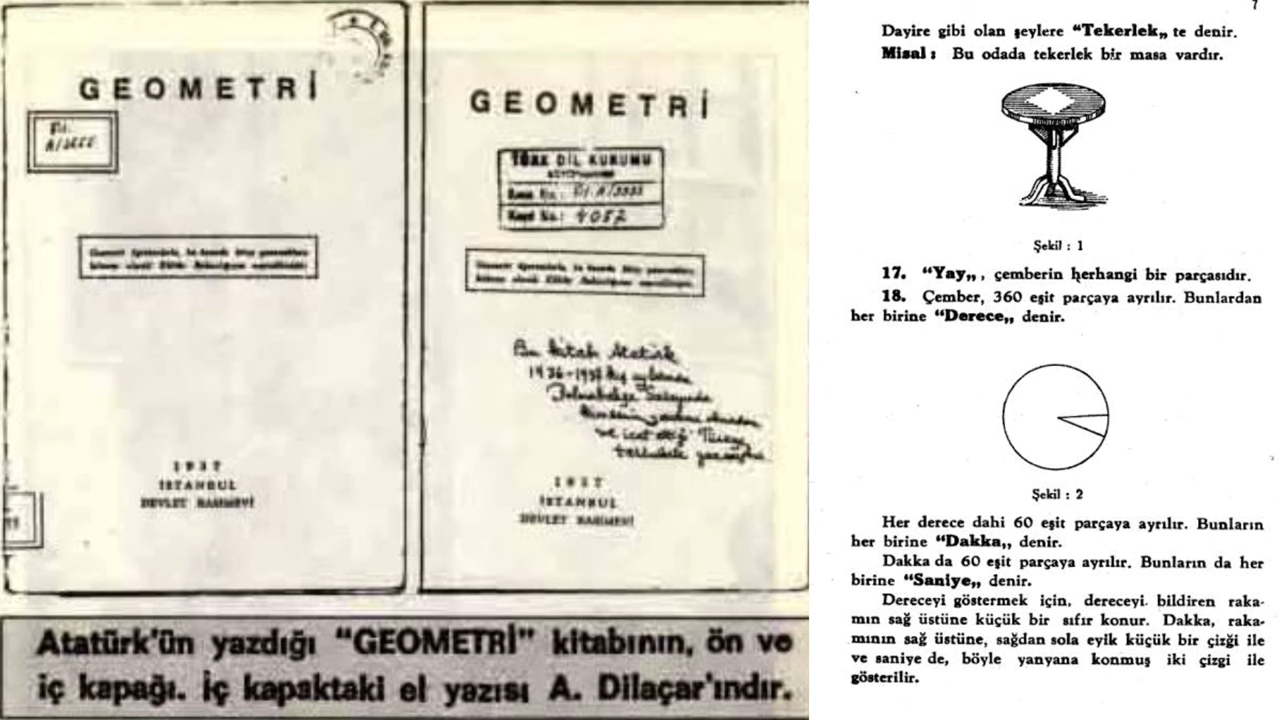 GEOMETRİ
TÜRK DİL KURUMU
4052
Bu kitabı Atatürk
1937
İSTANBUL
DEVLET BASIMEVİ
GEOMETRİ
1937
İSTANBUL
DEVLET BASIMEVİ
Atatürk’ün yazdığı “GEOMETRİ” kitabının, ön ve
iç kapağı. İç kapaktaki el yazısı A. Dilaçar’ındır.
7
Dayire gibi olan şeylere “Tekerlek„ te denir.
Misal : Bu odada tekerlek bir masa vardır.
Şekil : 1
17. “Yay„, çemberin herhangi bir parçasıdır.
18. Çember, 360 eşit parçaya ayrılır. Bunlardan
her birine “Derece„ denir.
Şekil : 2
Her derece dahi 60 eşit parçaya ayrılır. Bunların
her birine “Dakka„ denir.
Dakka da 60 eşit parçaya ayrılır. Bunların da her
birine “Saniye„ denir.
Dereceyi göstermek için, dereceyi bildiren raka-
mın sağ üstüne küçük bir sıfır konur. Dakka, raka-
mının sağ üstüne, sağdan sola eyik küçük bir çizği ile
ve saniye de, böyle yanyana konmuş iki çizgi ile
gösterilir.